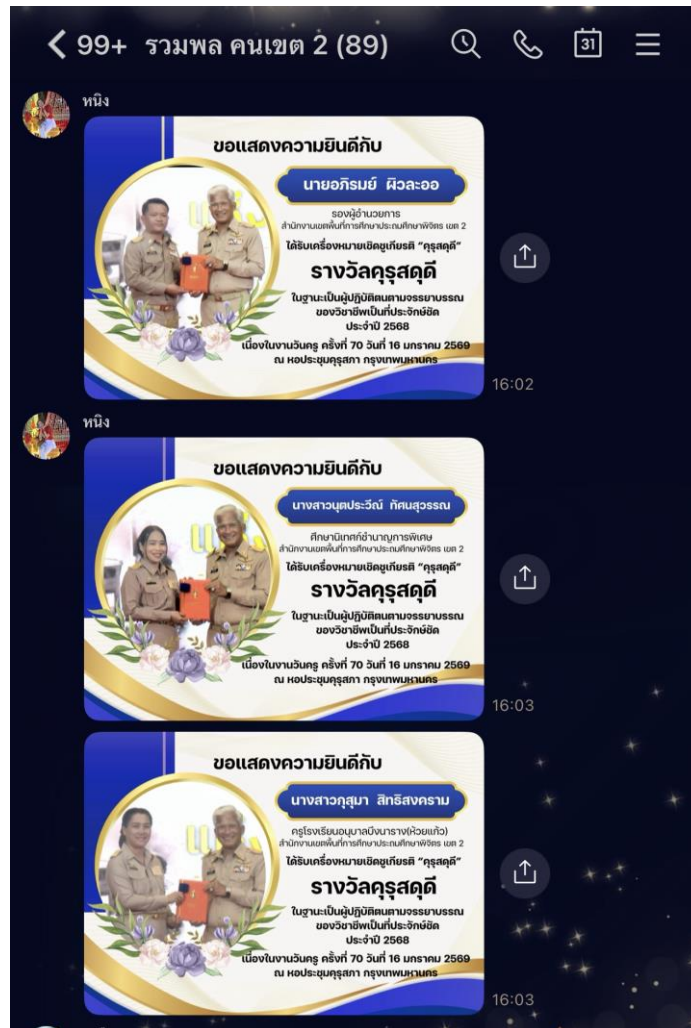 99+ รวมพล คนเขต 2 (89)
31
หนิง
ขอแสดงความยินดีกับ
นายอภิรมย์ ผิวละออ
รองผู้อำนวยการ
สำนักงานเขตพื้นที่การศึกษาประถมศึกษาพิจิตร เขต 2
ได้รับเครื่องหมายเชิดชูเกียรติ “คุรุสดุดี”
รางวัลคุรุสดุดี
ในฐานะเป็นผู้ปฏิบัติตนตามจรรยาบรรณ
ของวิชาชีพเป็นที่ประจักษ์ชัด
ประจำปี 2568
เนื่องในงานวันครู ครั้งที่ 70 วันที่ 16 มกราคม 2569
ณ หอประชุมคุรุสภา กรุงเทพมหานคร
16:02
หนิง
ขอแสดงความยินดีกับ
นางสาวนุตประวีณ์ ทัศนสุวรรณ
ศึกษานิเทศก์ชำนาญการพิเศษ
สำนักงานเขตพื้นที่การศึกษาประถมศึกษาพิจิตร เขต 2
ได้รับเครื่องหมายเชิดชูเกียรติ “คุรุสดุดี”
รางวัลคุรุสดุดี
ในฐานะเป็นผู้ปฏิบัติตนตามจรรยาบรรณ
ของวิชาชีพเป็นที่ประจักษ์ชัด
ประจำปี 2568
เนื่องในงานวันครู ครั้งที่ 70 วันที่ 16 มกราคม 2569
ณ หอประชุมคุรุสภา กรุงเทพมหานคร
16:03
ขอแสดงความยินดีกับ
นางสาวกุสุมา สิทธิสงคราม
ครูโรงเรียนอนุบาลบึงนาราง(ห้วยแก้ว)
สำนักงานเขตพื้นที่การศึกษาประถมศึกษาพิจิตร เขต 2
ได้รับเครื่องหมายเชิดชูเกียรติ “คุรุสดุดี”
รางวัลคุรุสดุดี
ในฐานะเป็นผู้ปฏิบัติตนตามจรรยาบรรณ
ของวิชาชีพเป็นที่ประจักษ์ชัด
ประจำปี 2568
เนื่องในงานวันครู ครั้งที่ 70 วันที่ 16 มกราคม 2569
ณ หอประชุมคุรุสภา กรุงเทพมหานคร
16:03